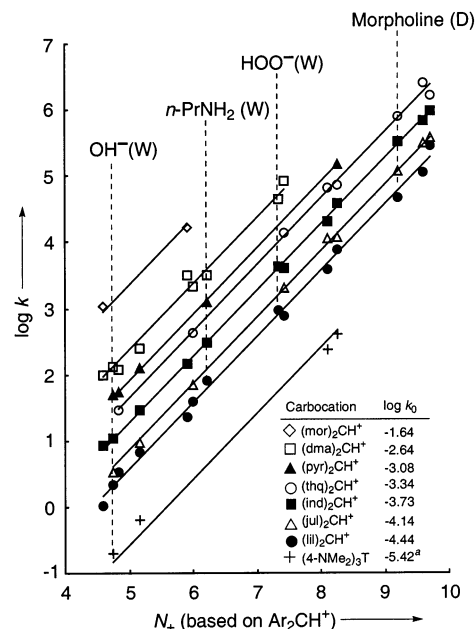 Morpholine (D)
HOO⁻(W)
n-PrNH₂ (W)
OH⁻(W)
7
6
5
4
3
2
1
0
-1
log k
Carbocation log k₀
(mor)₂CH⁺ -1.64
(dma)₂CH⁺ -2.64
(pyr)₂CH⁺ -3.08
(thq)₂CH⁺ -3.34
(ind)₂CH⁺ -3.73
(jul)₂CH⁺ -4.14
(lil)₂CH⁺ -4.44
(4-NMe₂)₃T -5.42ᵃ
4 5 6 7 8 9 10
N₊ (based on Ar₂CH⁺)